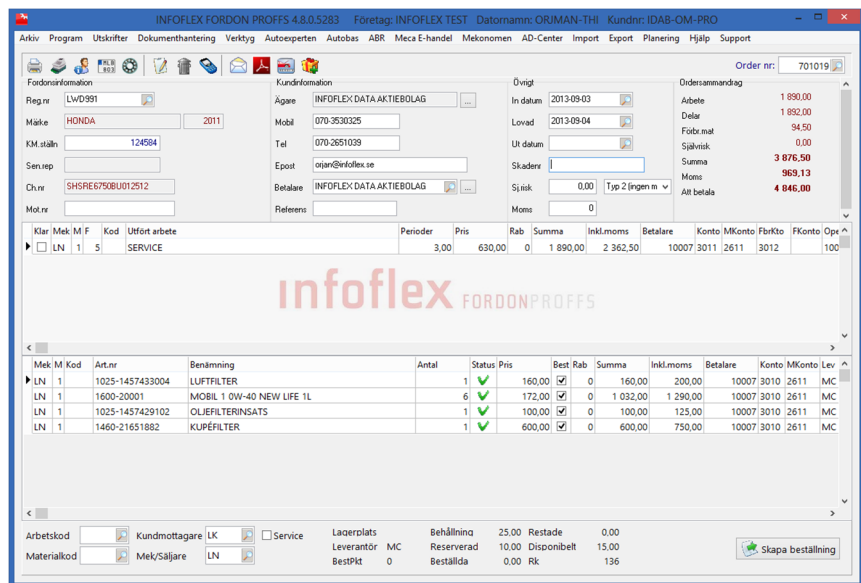 INFOFLEX FORDON PROFFS 4.8.0.5283 Företag: INFOFLEX TEST Datornamn: ORJMAN-THI Kundnr: IDAB-OM-PRO
Arkiv Program Utskrifter Dokumenthantering Verktyg Autoexperten Autobas ABR Meca E-handel Mekonomen AD-Center Import Export Planering Hjälp Support
Order nr: 701019
Fordonsinformation Kundinformation Övrigt Ordersammandrag
Reg.nr LWD991 Ägare INFOFLEX DATA AKTIEBOLAG ... In datum 2013-09-03 Arbete 1 890,00
Märke HONDA 2011 Mobil 070-3530325 Lovad 2013-09-04 Delar 1 892,00
Förbr.mat 94,50
KM.ställn 124584 Tel 070-2651039 Ut datum Självrisk 0,00
Sen.rep Epost orjan@infoflex.se Skadenr Summa 3 876,50
Moms 969,13
Ch.nr SHSRE6750BU012512 Betalare INFOFLEX DATA AKTIEBOLAG ... Sj.risk 0,00 Typ 2 (ingen m Att betala 4 846,00
Mot.nr Referens Moms 0
Klar Mek M F Kod Utfört arbete Perioder Pris Rab Summa Inkl.moms Betalare Konto MKonto FbrKto FKonto Ope
LN 1 5 SERVICE 3,00 630,00 0 1 890,00 2 362,50 10007 3011 2611 3012 100
infoflex FORDONPROFFS
Mek M Kod Art.nr Benämning Antal Status Pris Best Rab Summa Inkl.moms Betalare Konto MKonto Lev
LN 1 1025-1457433004 LUFTFILTER 1 160,00 0 160,00 200,00 10007 3010 2611 MC
LN 1 1600-20001 MOBIL 1 0W-40 NEW LIFE 1L 6 172,00 0 1 032,00 1 290,00 10007 3010 2611 MC
LN 1 1025-1457429102 OLJEFILTERINSATS 1 100,00 0 100,00 125,00 10007 3010 2611 MC
LN 1 1460-21651882 KUPÉFILTER 1 600,00 0 600,00 750,00 10007 3010 2611 MC
Arbetskod Kundmottagare LK Service Lagerplats Behållning 25,00 Restade 0,00
Leverantör MC Reserverad 10,00 Disponibelt 15,00
Materialkod Mek/Säljare LN BestPkt 0 Beställda 0,00 Rk 136
Skapa beställning